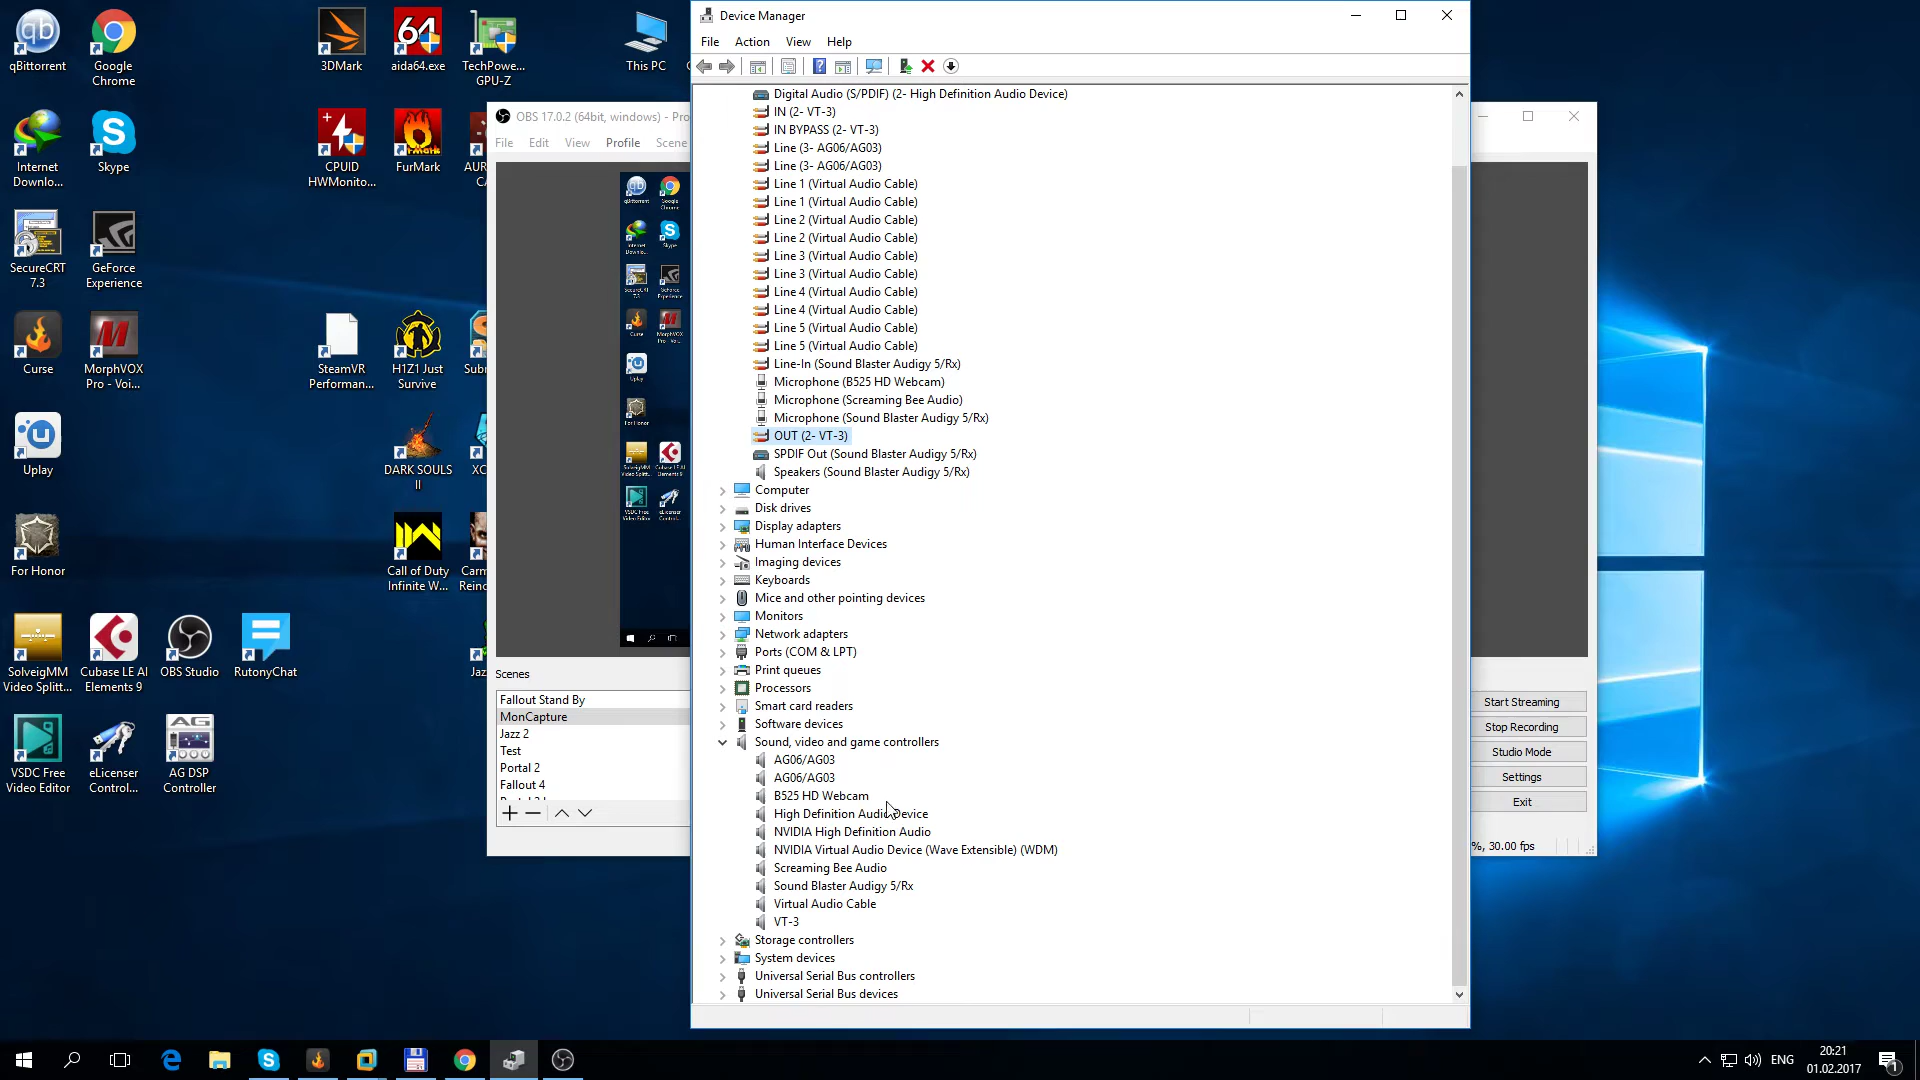 qBittorrent
Google
Chrome
3DMark
aida64.exe
TechPowe...
GPU-Z
This PC
Internet
Downlo...
Skype
CPUID
HWMonito...
FurMark
SecureCRT
7.3
GeForce
Experience
Curse
MorphVOX
Pro - Voi...
SteamVR
Performan...
H1Z1 Just
Survive
Uplay
DARK SOULS
II
For Honor
Call of Duty
Infinite W...
SolveigMM
Video Splitt...
Cubase LE AI
Elements 9
OBS Studio
RutonyChat
VSDC Free
Video Editor
eLicenser
Control...
AG DSP
Controller
OBS 17.0.2 (64bit, windows) - Pro
File Edit View Profile Scene
Scenes
Fallout Stand By
MonCapture
Jazz 2
Test
Portal 2
Fallout 4
Device Manager
File Action View Help
Digital Audio (S/PDIF) (2- High Definition Audio Device)
IN (2- VT-3)
IN BYPASS (2- VT-3)
Line (3- AG06/AG03)
Line (3- AG06/AG03)
Line 1 (Virtual Audio Cable)
Line 1 (Virtual Audio Cable)
Line 2 (Virtual Audio Cable)
Line 2 (Virtual Audio Cable)
Line 3 (Virtual Audio Cable)
Line 3 (Virtual Audio Cable)
Line 4 (Virtual Audio Cable)
Line 4 (Virtual Audio Cable)
Line 5 (Virtual Audio Cable)
Line 5 (Virtual Audio Cable)
Line-In (Sound Blaster Audigy 5/Rx)
Microphone (B525 HD Webcam)
Microphone (Screaming Bee Audio)
Microphone (Sound Blaster Audigy 5/Rx)
OUT (2- VT-3)
SPDIF Out (Sound Blaster Audigy 5/Rx)
Speakers (Sound Blaster Audigy 5/Rx)
Computer
Disk drives
Display adapters
Human Interface Devices
Imaging devices
Keyboards
Mice and other pointing devices
Monitors
Network adapters
Ports (COM & LPT)
Print queues
Processors
Smart card readers
Software devices
Sound, video and game controllers
AG06/AG03
AG06/AG03
B525 HD Webcam
High Definition Audio Device
NVIDIA High Definition Audio
NVIDIA Virtual Audio Device (Wave Extensible) (WDM)
Screaming Bee Audio
Sound Blaster Audigy 5/Rx
Virtual Audio Cable
VT-3
Storage controllers
System devices
Universal Serial Bus controllers
Universal Serial Bus devices
Start Streaming
Stop Recording
Studio Mode
Settings
Exit
%, 30.00 fps
ENG
20:21
01.02.2017